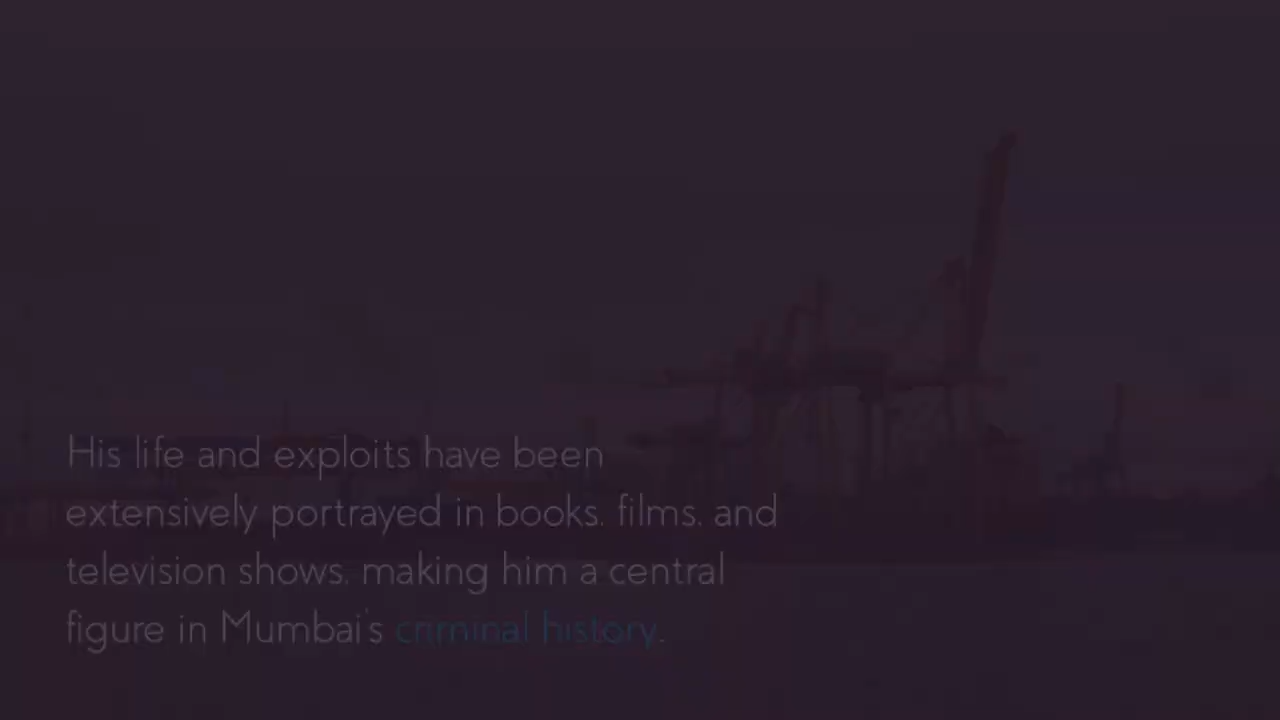 His life and exploits have been
extensively portrayed in books, films, and
television shows, making him a central
figure in Mumbai's criminal history.